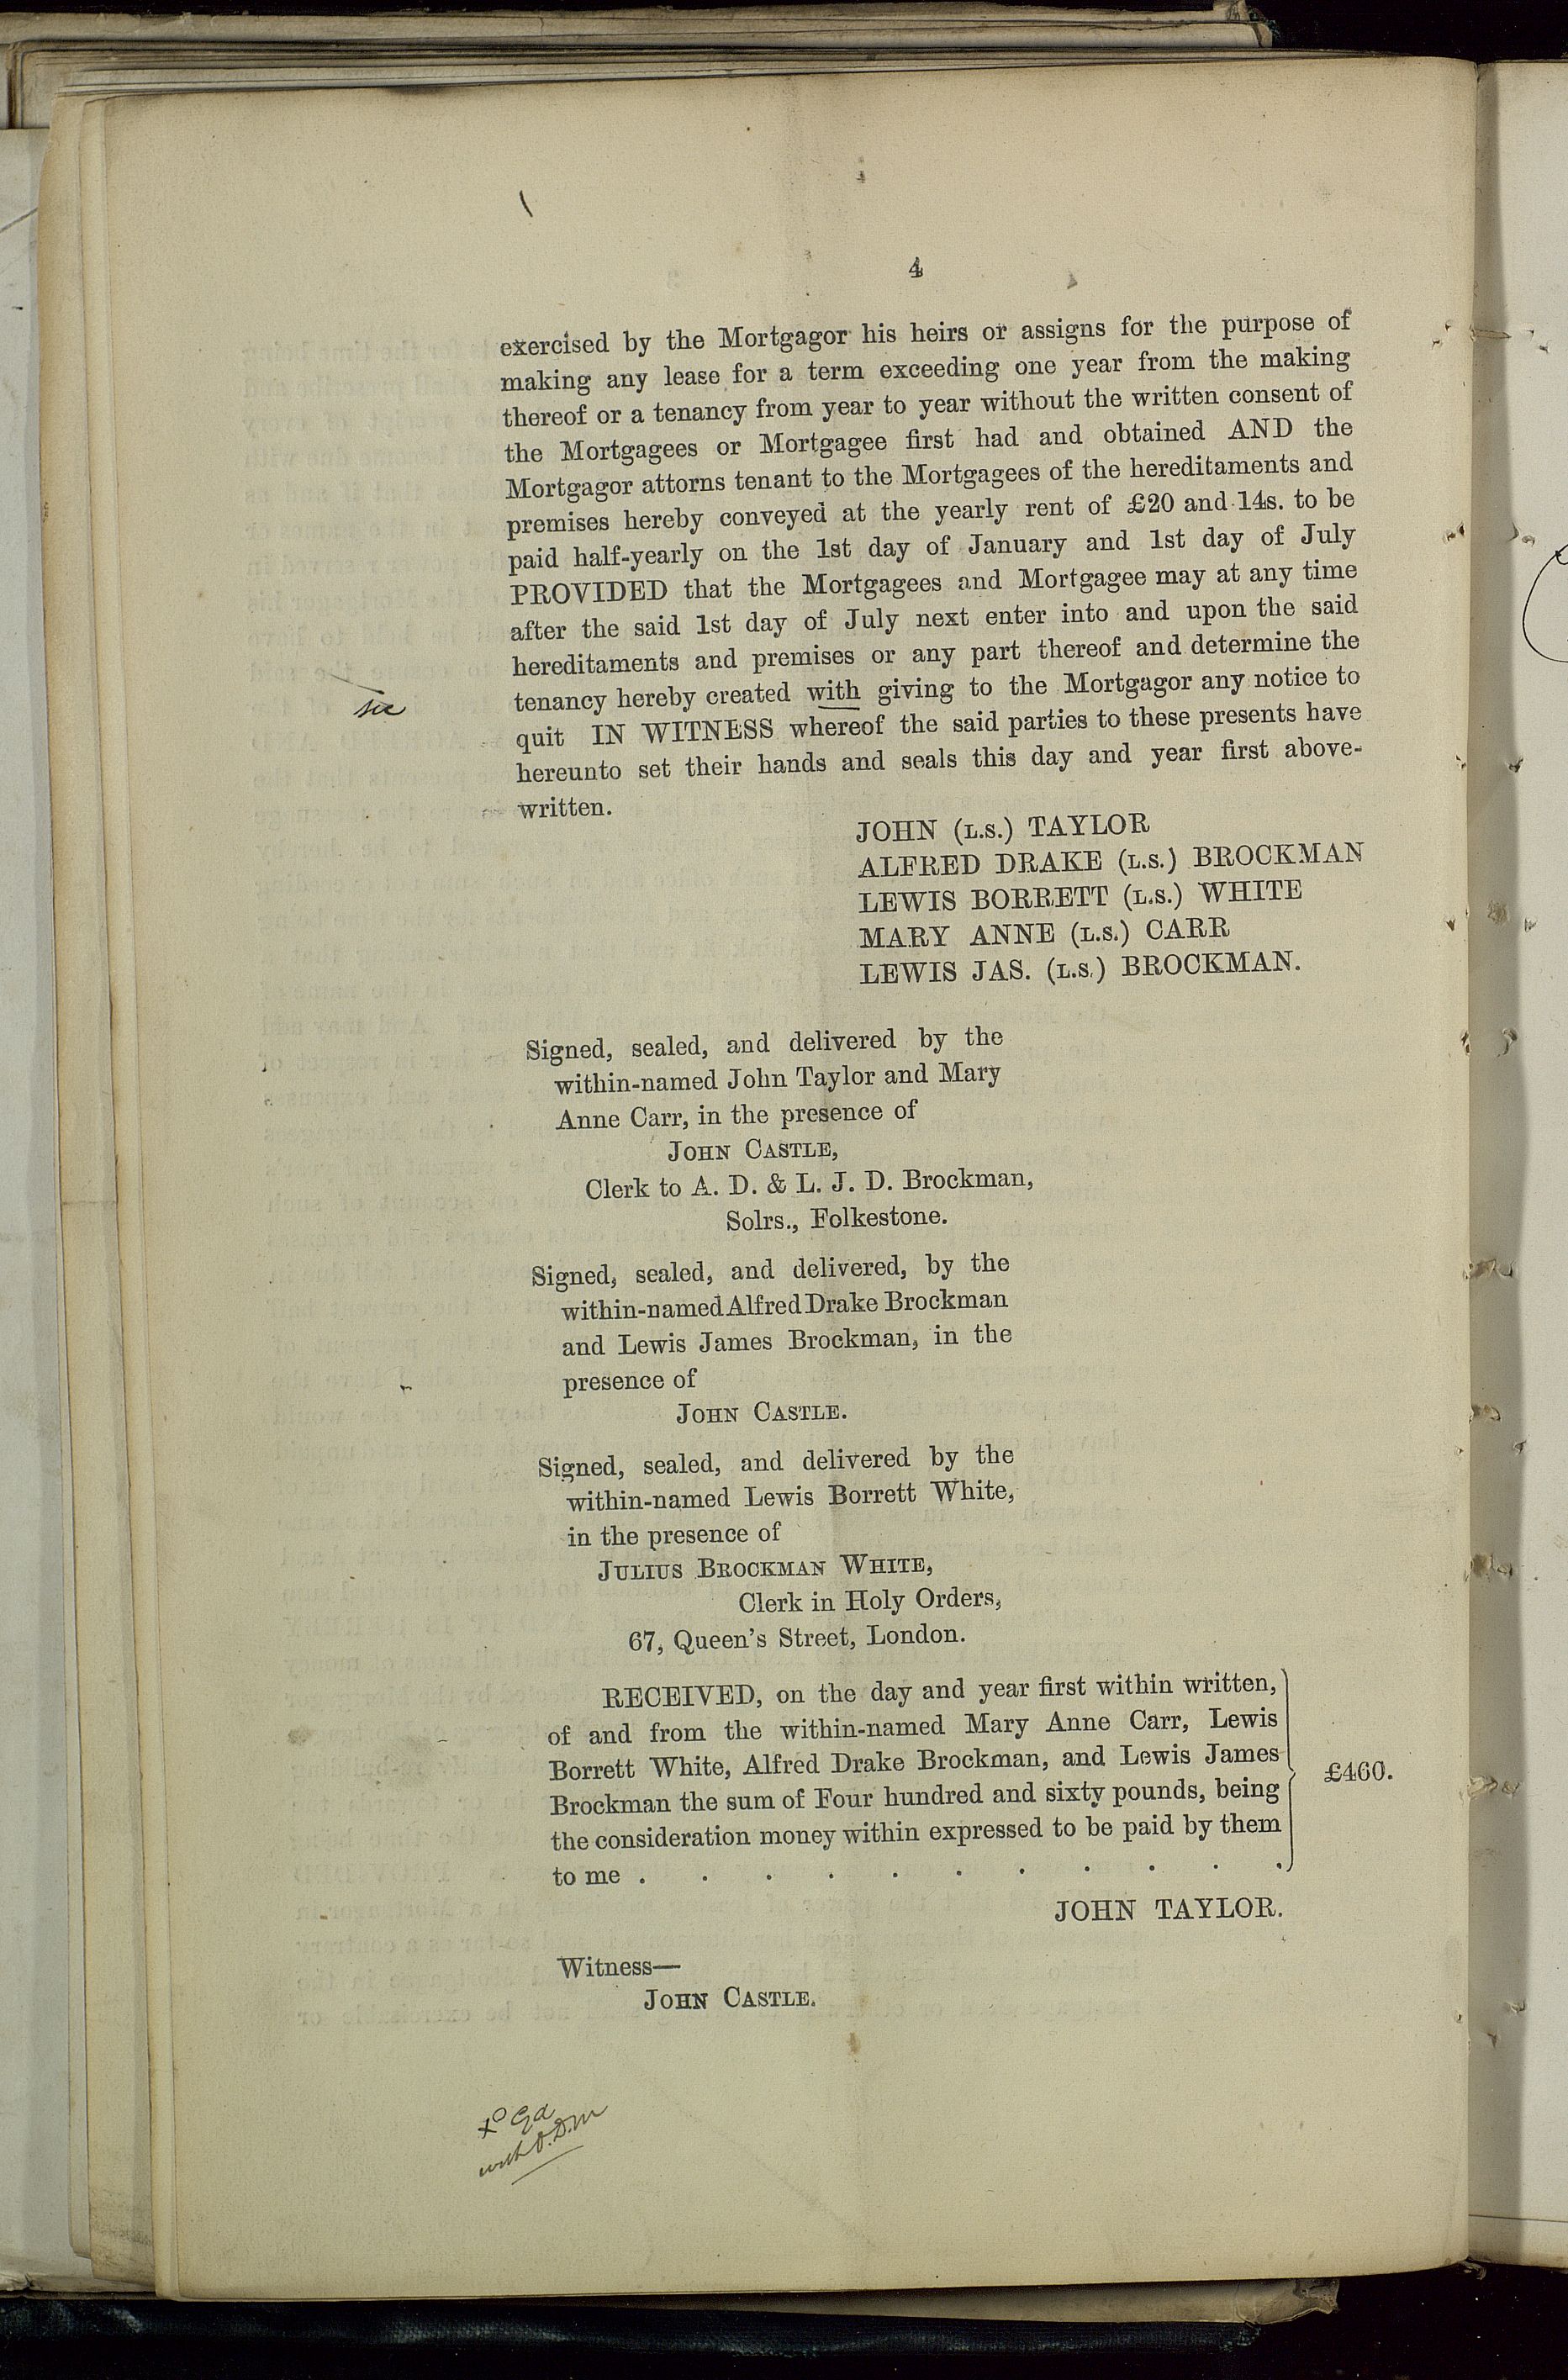 4
exercised by the Mortgagor his heirs or assigns for the purpose of
making any lease for a term exceeding one year from the making
thereof or a tenancy from year to year without the written consent of
the Mortgagees or Mortgagee first had and obtained AND the
Mortgagor attorns tenant to the Mortgagees of the hereditaments and
premises hereby conveyed at the yearly rent of £20 and 14s. to be
paid half-yearly on the 1st day of January and 1st day of July
PROVIDED that the Mortgagees and Mortgagee may at any time
after the said 1st day of July next enter into and upon the said
hereditaments and premises or any part thereof and determine the
sic
tenancy hereby created with giving to the Mortgagor any notice to
quit IN WITNESS whereof the said parties to these presents have
hereunto set their hands and seals this day and year first above-
written.
JOHN (L.S.) TAYLOR
ALFRED DRAKE (L.S.) BROCKMAN
LEWIS BORRETT (L.S.) WHITE
MARY ANNE (L.S.) CARR
LEWIS JAS. (L.S.) BROCKMAN.
Signed, sealed, and delivered by the
within-named John Taylor and Mary
Anne Carr, in the presence of
JOHN CASTLE,
Clerk to A. D. & L. J. D. Brockman,
Solrs., Folkestone.
Signed, sealed, and delivered, by the
within-named Alfred Drake Brockman
and Lewis James Brockman, in the
presence of
JOHN CASTLE.
Signed, sealed, and delivered by the
within-named Lewis Borrett White,
in the presence of
JULIUS BROCKMAN WHITE,
Clerk in Holy Orders,
67, Queen's Street, London.
RECEIVED, on the day and year first within written,
of and from the within-named Mary Anne Carr, Lewis
Borrett White, Alfred Drake Brockman, and Lewis James
Brockman the sum of Four hundred and sixty pounds, being
£460.
the consideration money within expressed to be paid by them
to me . . . . . . . . . . .
JOHN TAYLOR.
Witness—
JOHN CASTLE.